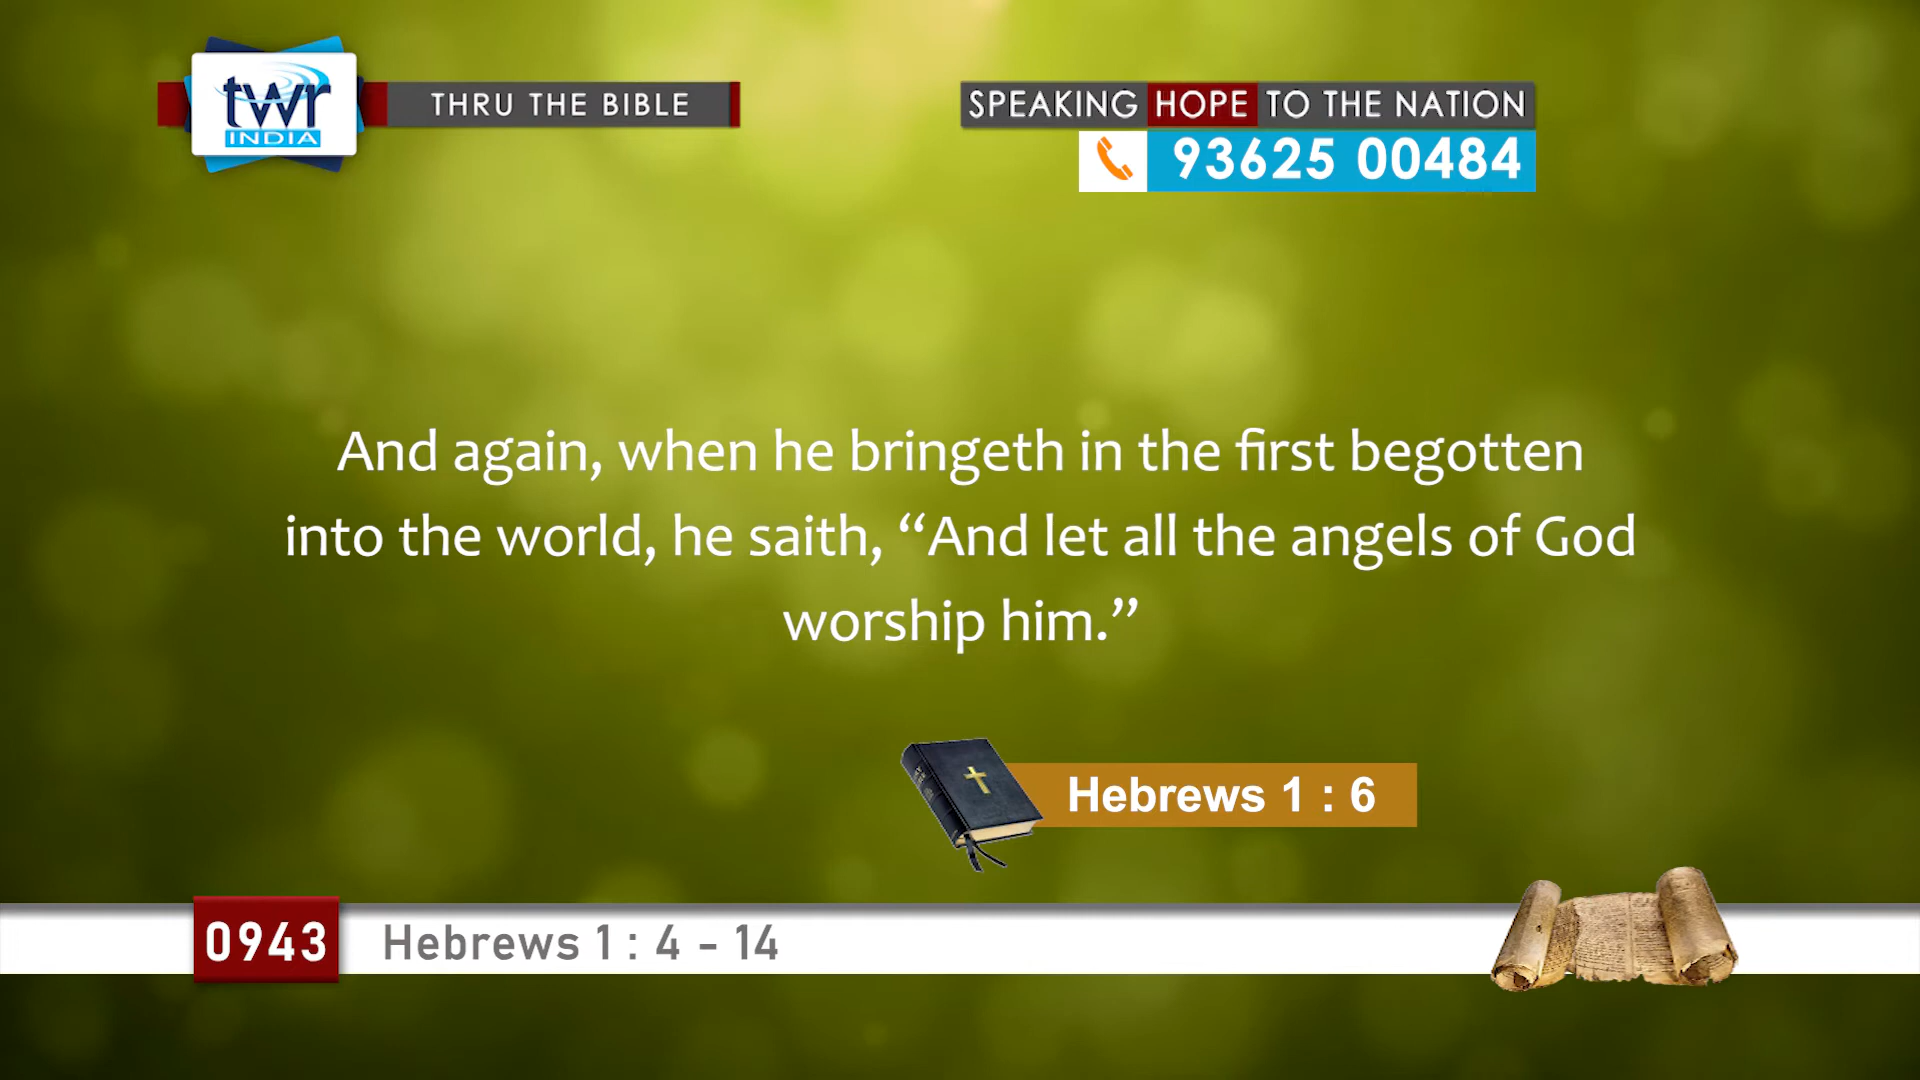 twr
INDIA
THRU THE BIBLE
SPEAKING HOPE TO THE NATION
93625 00484
And again, when he bringeth in the first begotten
into the world, he saith, “And let all the angels of God
worship him.”
Hebrews 1 : 6
0943
Hebrews 1 : 4 - 14